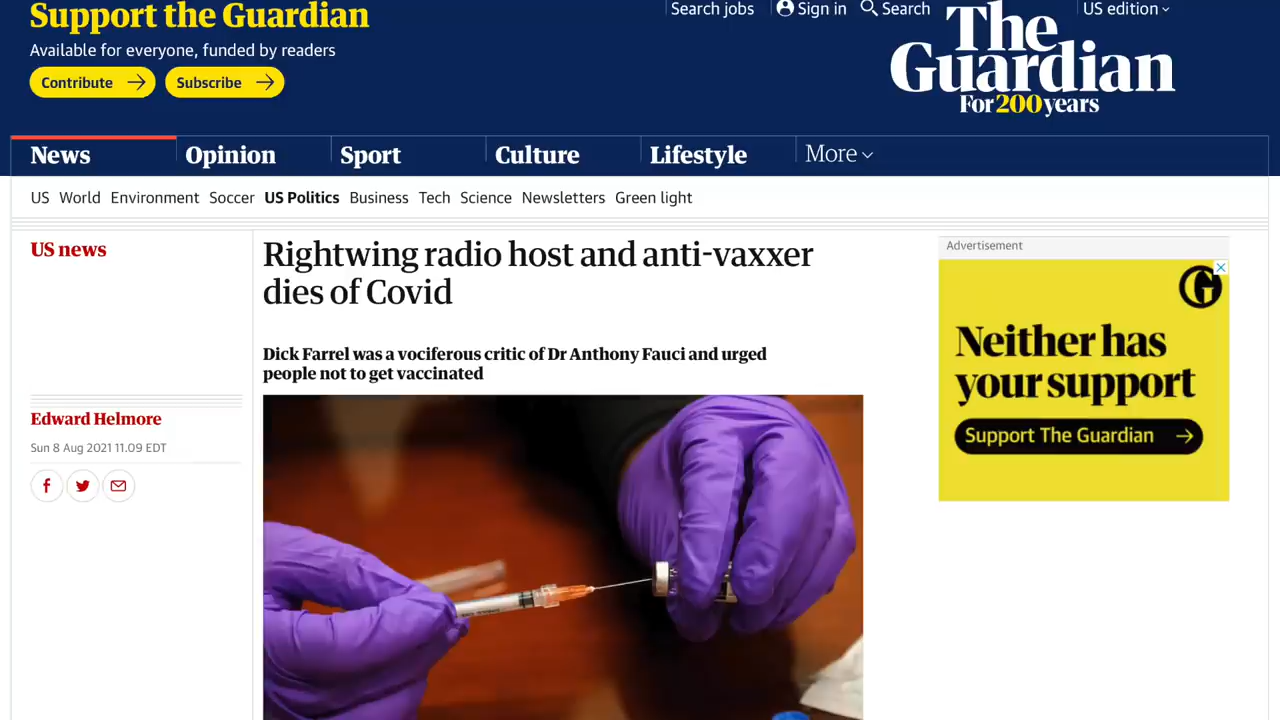 Support the Guardian
Available for everyone, funded by readers
Contribute
Subscribe
Search jobs
Sign in
Search
US edition
The
Guardian
For 200 years
News
Opinion
Sport
Culture
Lifestyle
More
US World Environment Soccer US Politics Business Tech Science Newsletters Green light
US news
Rightwing radio host and anti-vaxxer
dies of Covid
Dick Farrel was a vociferous critic of Dr Anthony Fauci and urged
people not to get vaccinated
Edward Helmore
Sun 8 Aug 2021 11.09 EDT
Advertisement
G
Neither has
your support
Support The Guardian